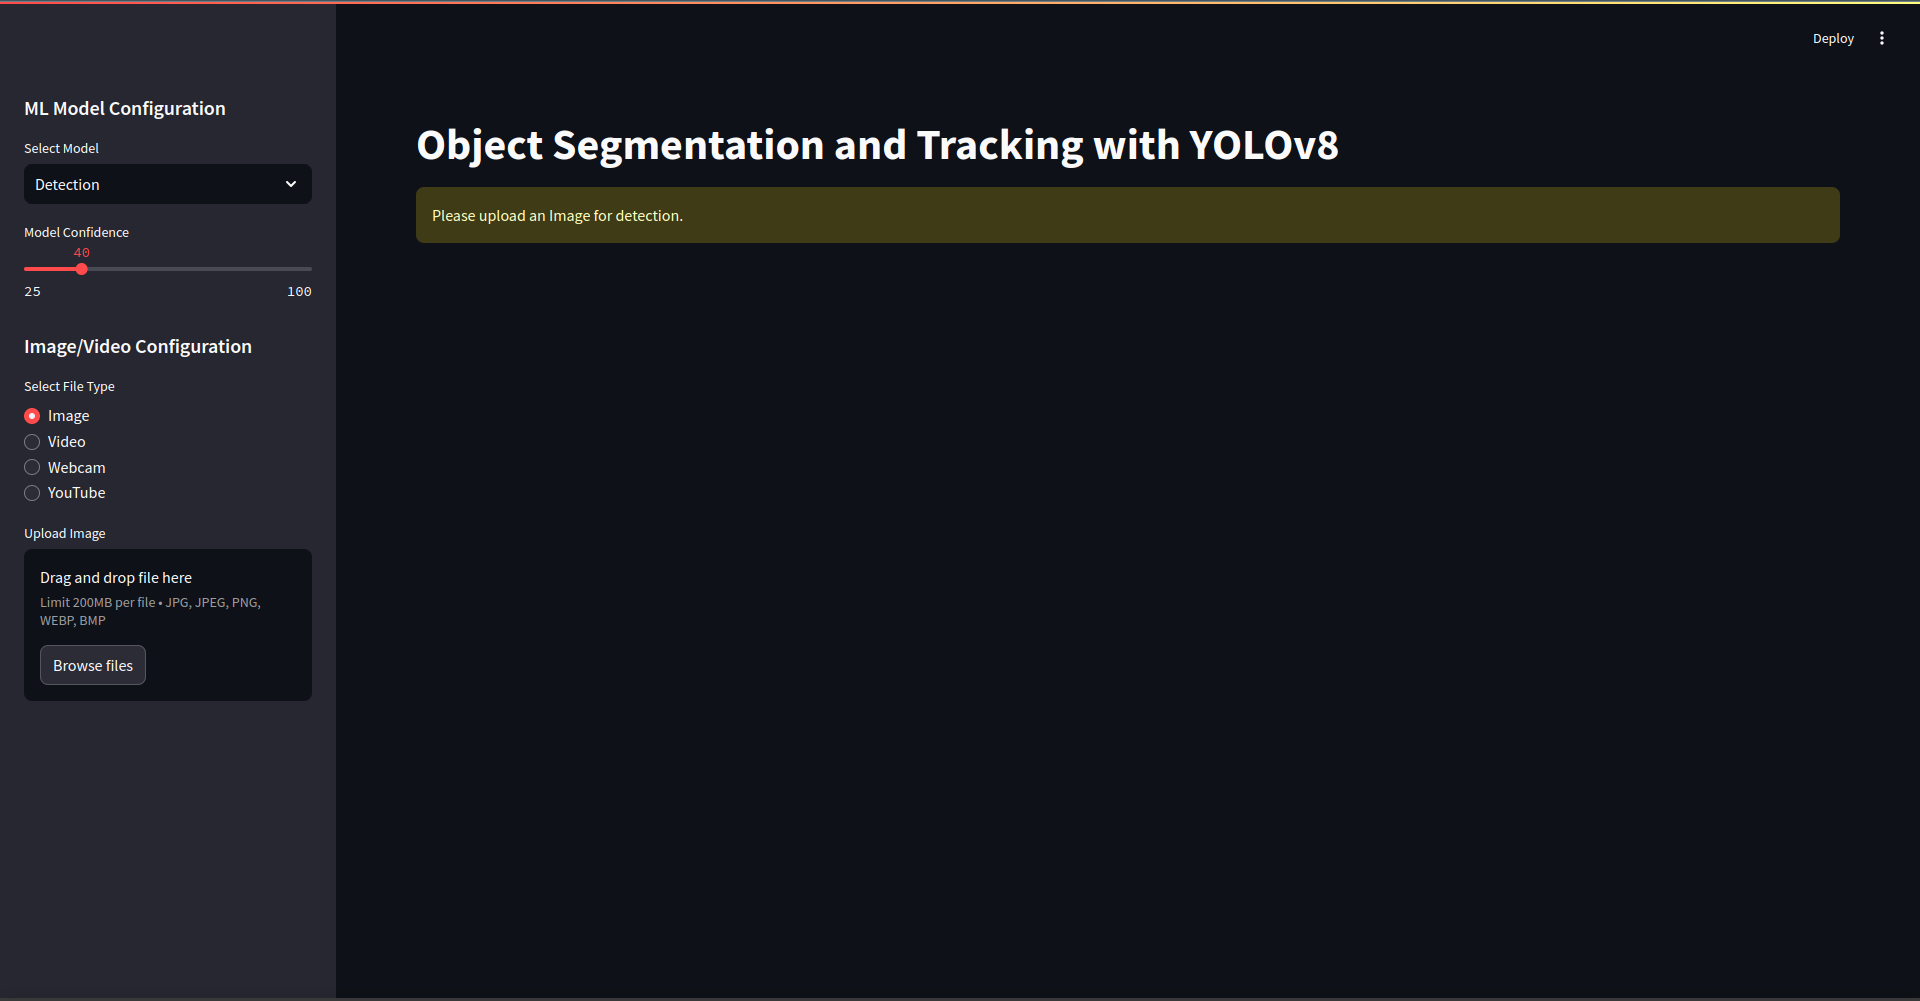 Deploy
ML Model Configuration
Select Model
Detection
Model Confidence
40
25 100
Image/Video Configuration
Select File Type
Image
Video
Webcam
YouTube
Upload Image
Drag and drop file here
Limit 200MB per file • JPG, JPEG, PNG,
WEBP, BMP
Browse files
Object Segmentation and Tracking with YOLOv8
Please upload an Image for detection.